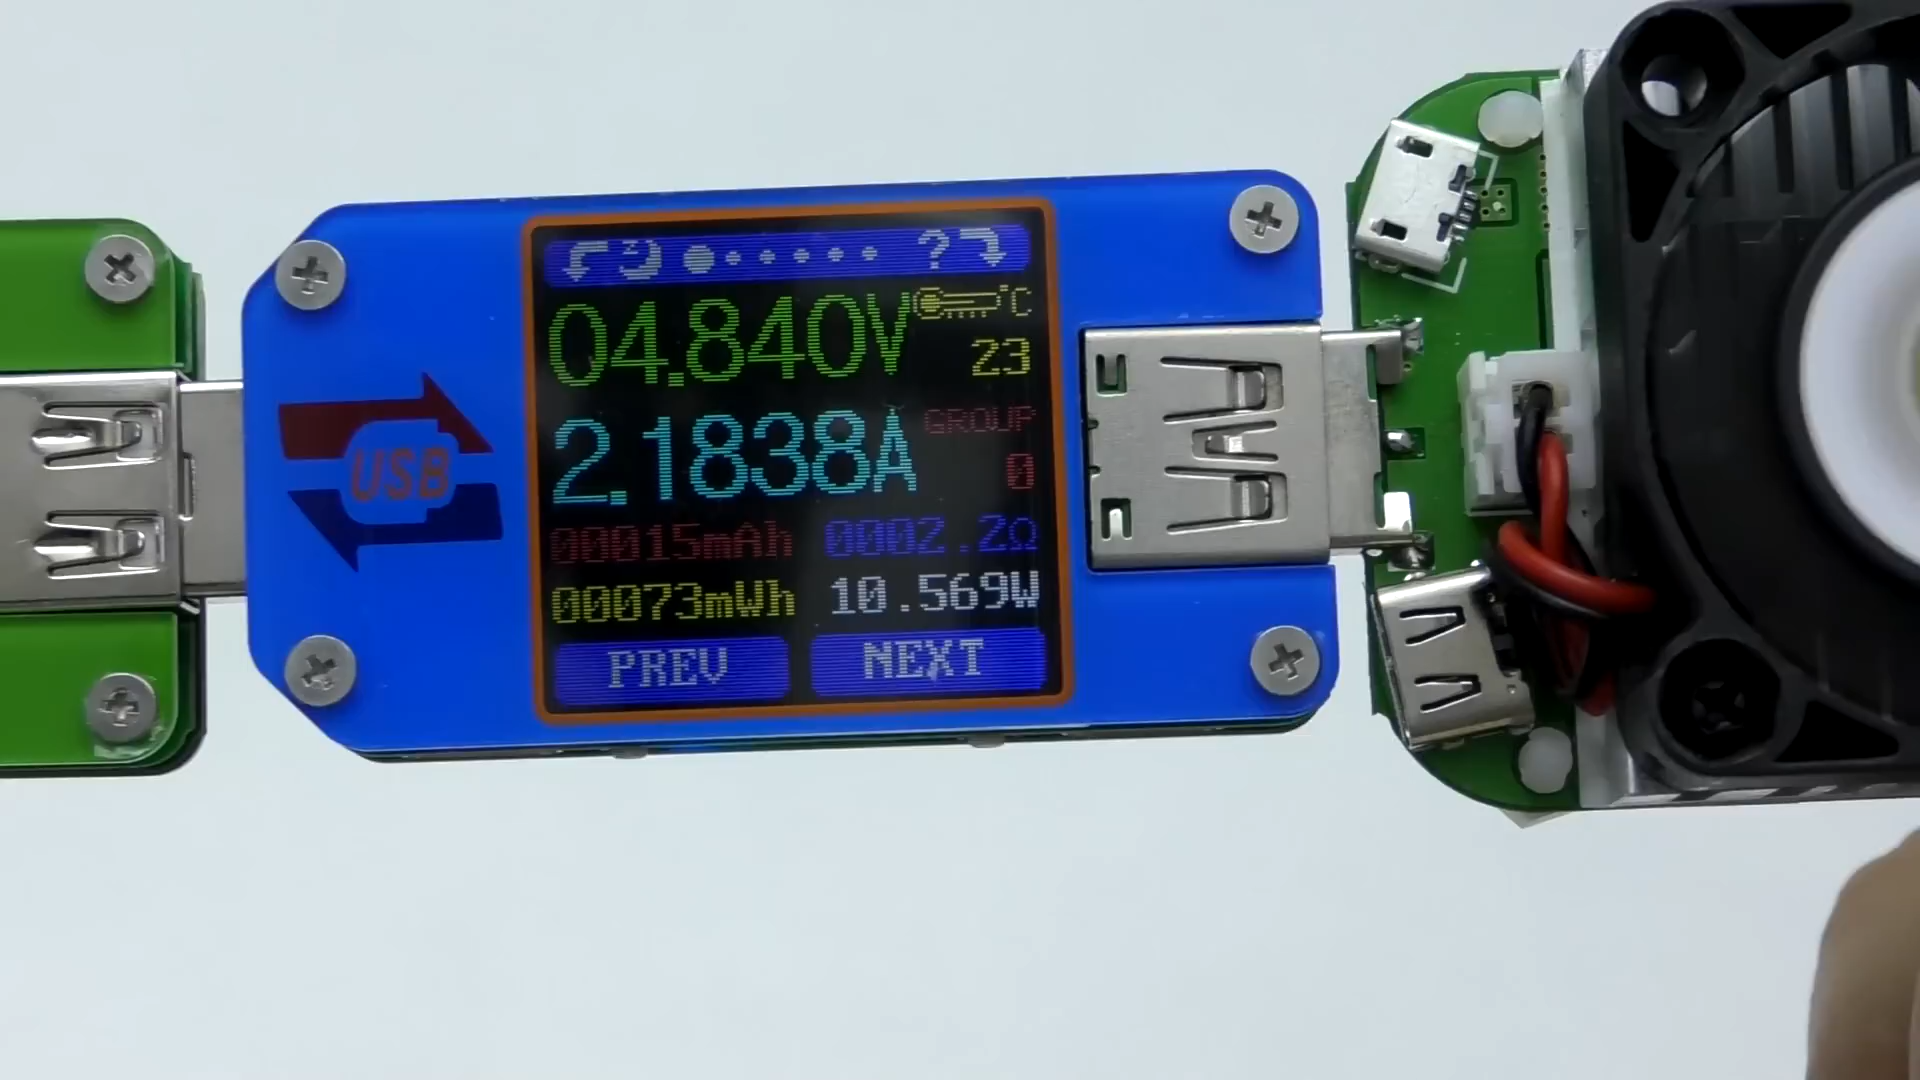 ?
04.840V °C
23
2.1838A GROUP
0
USB
00015mAh 0002.2Ω
00073mWh 10.569W
PREV NEXT